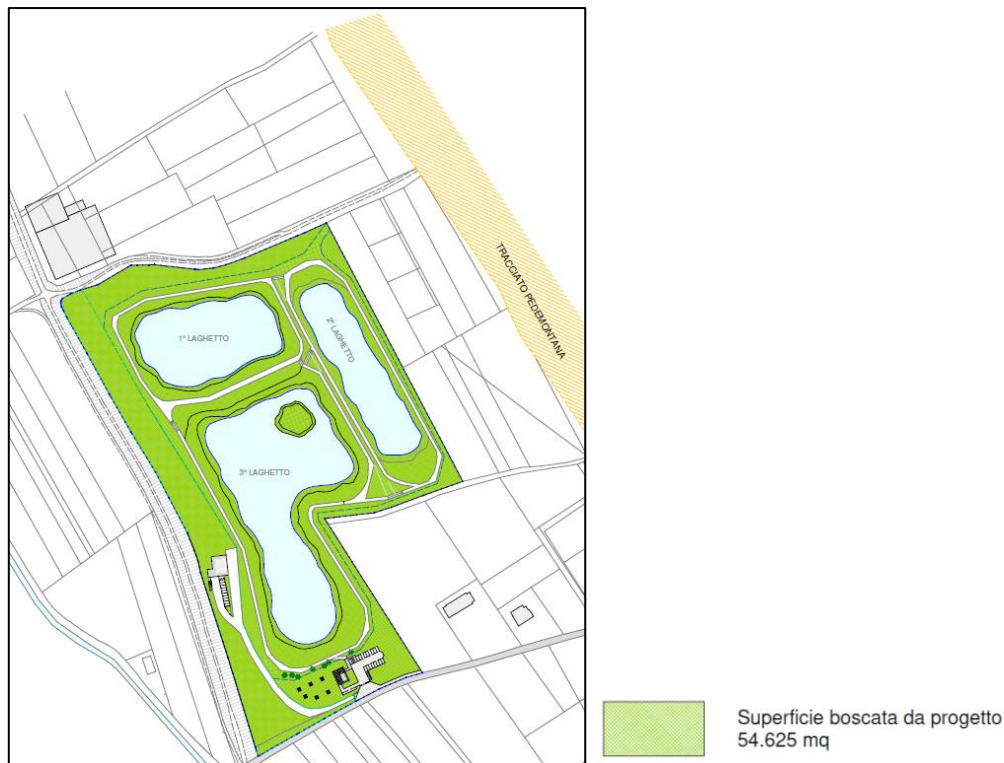 TRACCIATO PEDEMONTANA
1° LAGHETTO
2° LAGHETTO
3° LAGHETTO
Superficie boscata da progetto
54.625 mq